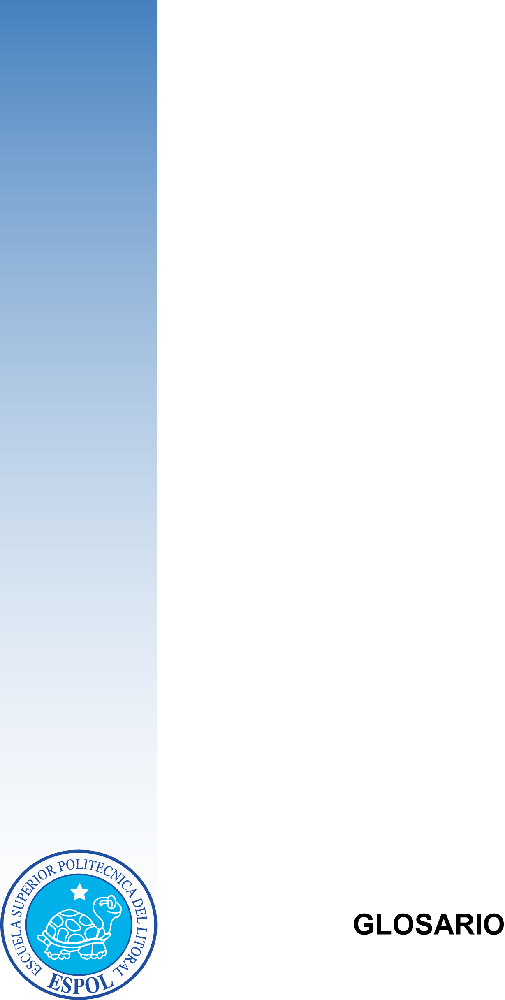 ESCUELA SUPERIOR POLITECNICA DEL LITORAL
ESPOL
GLOSARIO